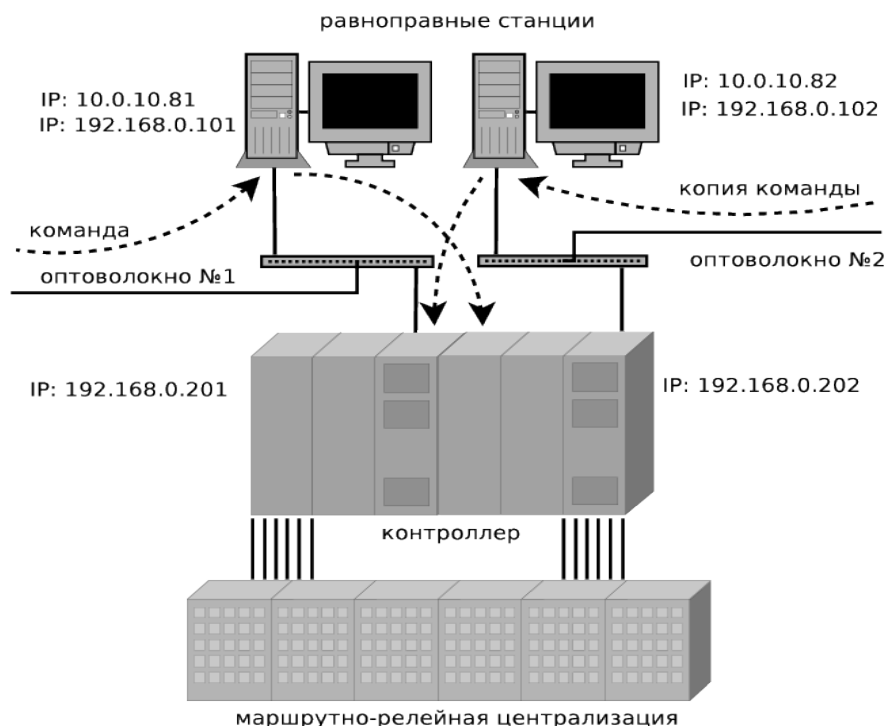 равноправные станции
IP: 10.0.10.81
IP: 192.168.0.101
IP: 10.0.10.82
IP: 192.168.0.102
копия команды
команда
оптоволокно №1
оптоволокно №2
IP: 192.168.0.201
IP: 192.168.0.202
контроллер
маршрутно-релейная централизация